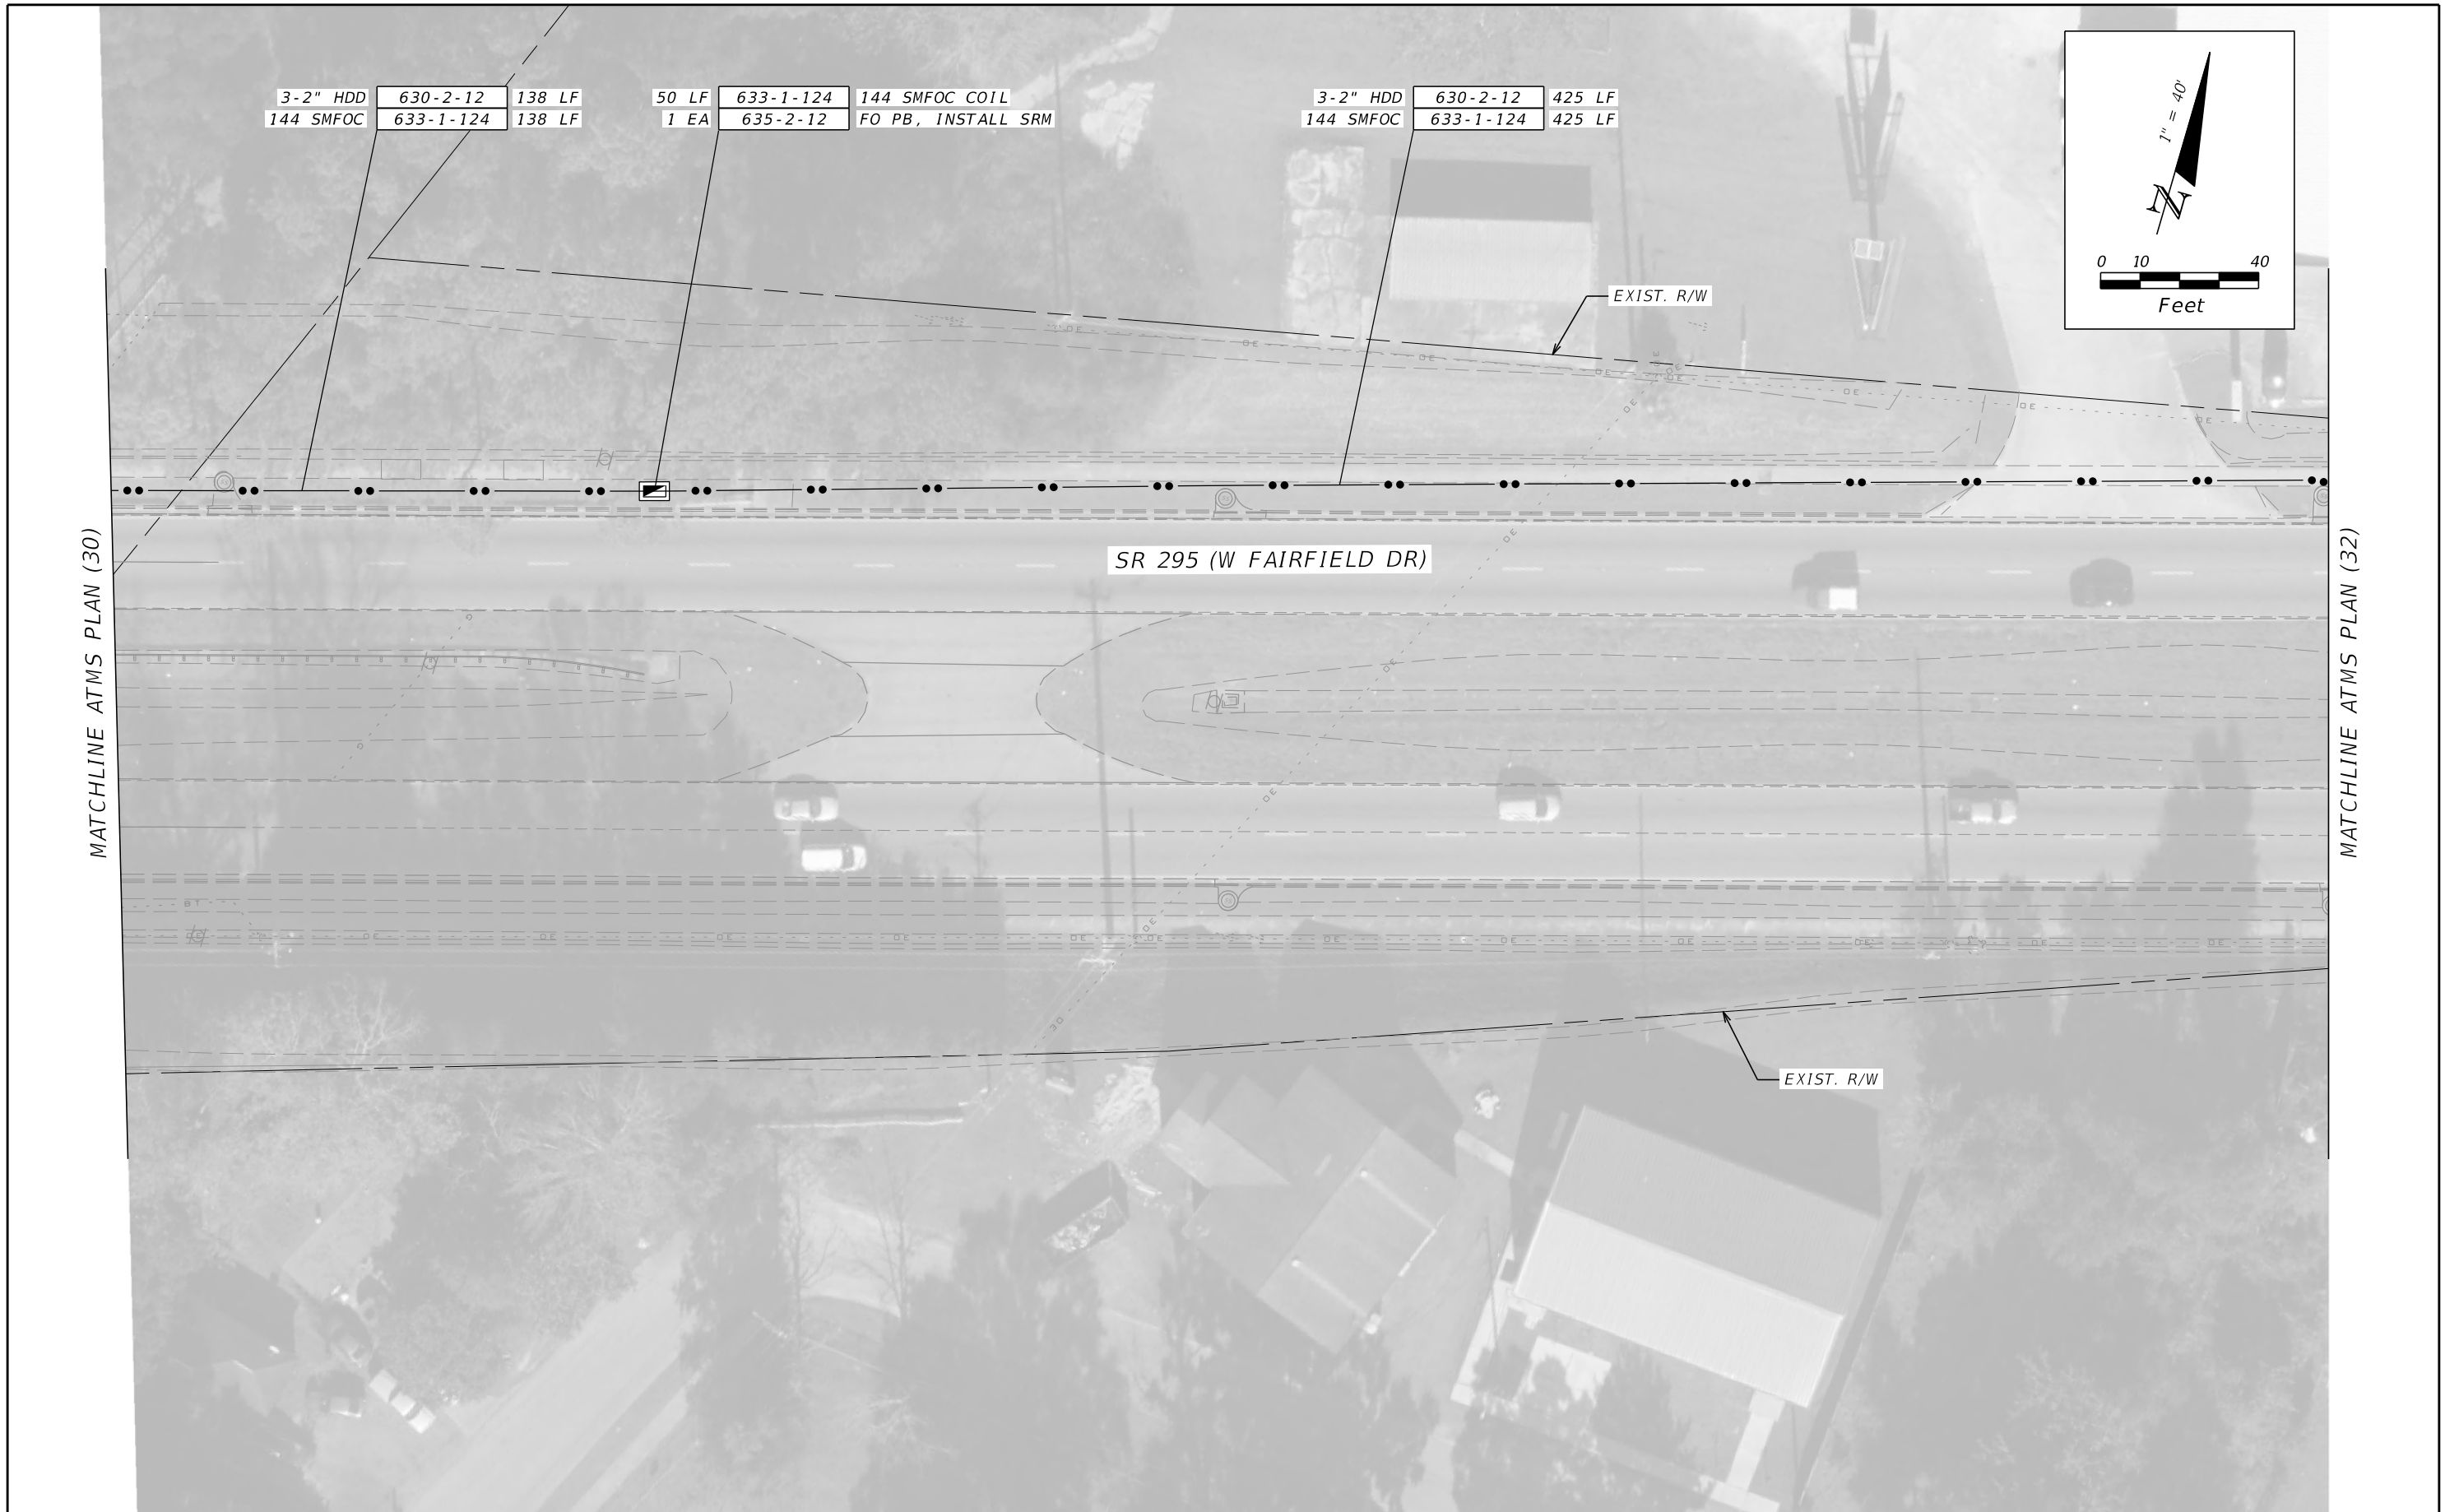 3-2" HDD 630-2-12 138 LF
144 SMFOC 633-1-124 138 LF
50 LF 633-1-124 144 SMFOC COIL
1 EA 635-2-12 FO PB, INSTALL SRM
3-2" HDD 630-2-12 425 LF
144 SMFOC 633-1-124 425 LF
1" = 40'
N
0 10 40
Feet
EXIST. R/W
SR 295 (W FAIRFIELD DR)
MATCHLINE ATMS PLAN (30)
MATCHLINE ATMS PLAN (32)
EXIST. R/W